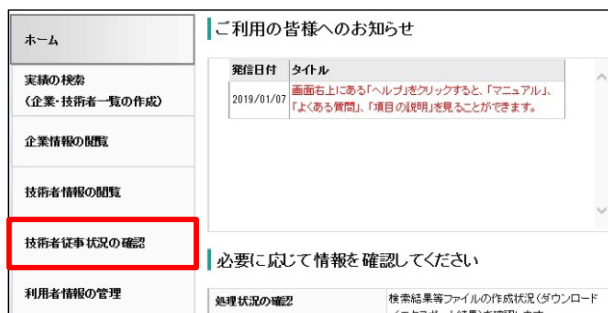 ホーム
実績の検索
(企業・技術者一覧の作成)
企業情報の閲覧
技術者情報の閲覧
技術者従事状況の確認
利用者情報の管理
ご利用の皆様へのお知らせ
発信日付 タイトル
2019/01/07 画面右上にある「ヘルプ」をクリックすると、「マニュアル」、
「よくある質問」、「項目の説明」を見ることができます。
必要に応じて情報を確認してください
処理状況の確認 検索結果等ファイルの作成状況(ダウンロード